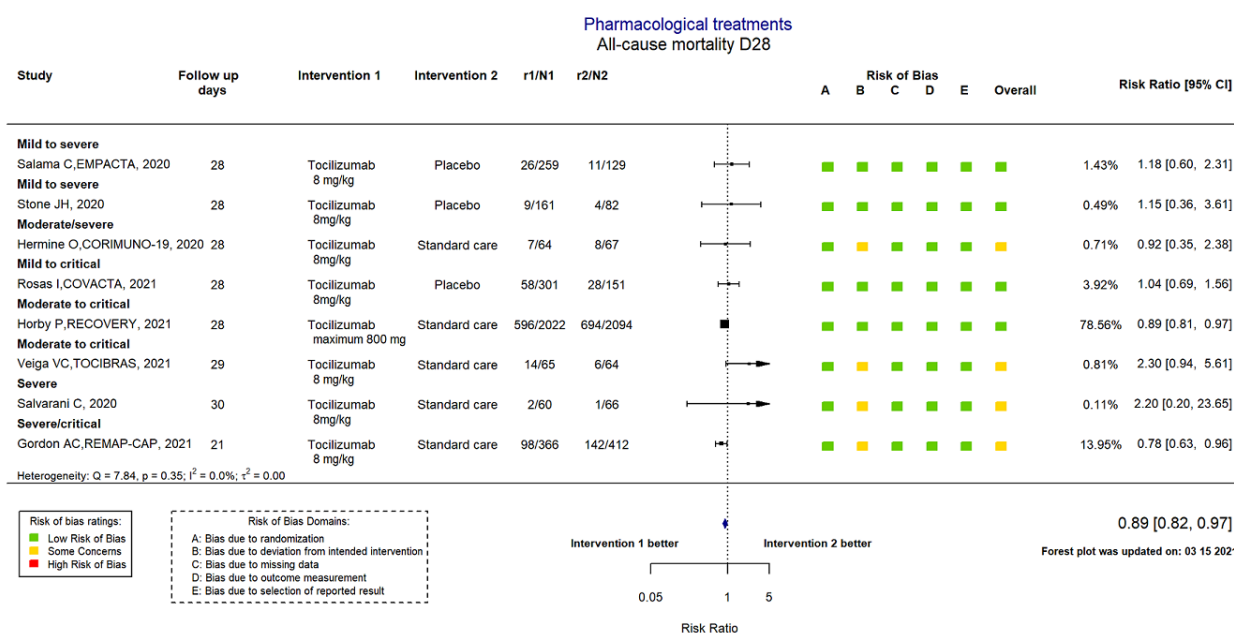 Pharmacological treatments
All-cause mortality D28
Study Follow up days Intervention 1 Intervention 2 r1/N1 r2/N2 Risk of Bias A B C D E Overall Risk Ratio [95% CI]
Mild to severe
Salama C,EMPACTA, 2020 28 Tocilizumab 8 mg/kg Placebo 26/259 11/129 1.43% 1.18 [0.60, 2.31]
Mild to severe
Stone JH, 2020 28 Tocilizumab 8mg/kg Placebo 9/161 4/82 0.49% 1.15 [0.36, 3.61]
Moderate/severe
Hermine O,CORIMUNO-19, 2020 28 Tocilizumab 8mg/kg Standard care 7/64 8/67 0.71% 0.92 [0.35, 2.38]
Mild to critical
Rosas I,COVACTA, 2021 28 Tocilizumab 8mg/kg Placebo 58/301 28/151 3.92% 1.04 [0.69, 1.56]
Moderate to critical
Horby P,RECOVERY, 2021 28 Tocilizumab maximum 800 mg Standard care 596/2022 694/2094 78.56% 0.89 [0.81, 0.97]
Moderate to critical
Veiga VC,TOCIBRAS, 2021 29 Tocilizumab 8 mg/kg Standard care 14/65 6/64 0.81% 2.30 [0.94, 5.61]
Severe
Salvarani C, 2020 30 Tocilizumab 8mg/kg Standard care 2/60 1/66 0.11% 2.20 [0.20, 23.65]
Severe/critical
Gordon AC,REMAP-CAP, 2021 21 Tocilizumab 8 mg/kg Standard care 98/366 142/412 13.95% 0.78 [0.63, 0.96]
Heterogeneity: Q = 7.84, p = 0.35; I² = 0.0%; τ² = 0.00
0.89 [0.82, 0.97]
Risk of bias ratings:
Low Risk of Bias
Some Concerns
High Risk of Bias
Risk of Bias Domains:
A: Bias due to randomization
B: Bias due to deviation from intended intervention
C: Bias due to missing data
D: Bias due to outcome measurement
E: Bias due to selection of reported result
Intervention 1 better Intervention 2 better
Forest plot was updated on: 03 15 2021
0.05 1 5
Risk Ratio